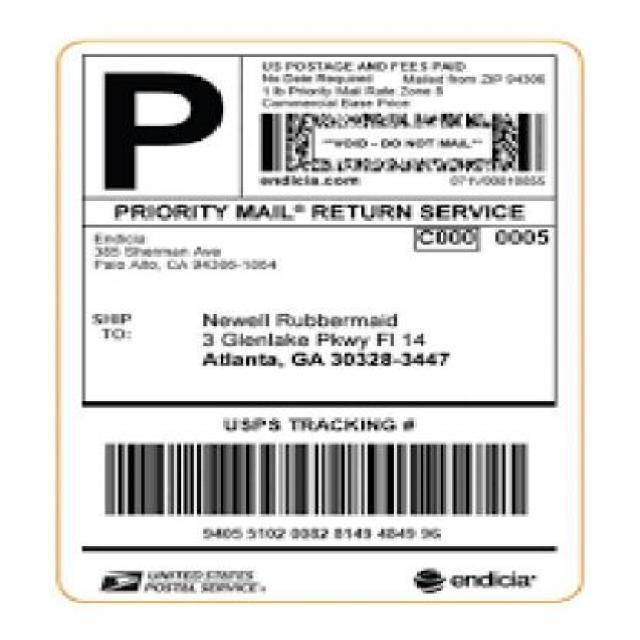 P
US POSTAGE AND FEES PAID
No Date Required Mailed from ZIP 94306
1 lb Priority Mail Rate Zone 8
Commercial Base Price
**VOID - DO NOT MAIL**
endicia.com
PRIORITY MAIL® RETURN SERVICE
Endicia
385 Sherman Ave
Palo Alto, CA
C000 0005
SHIP TO:
Newell Rubbermaid
3 Glenlake Pkwy Fl 14
Atlanta, GA 30328-3447
USPS TRACKING #
9405 5102 0082 8149 4849 96
UNITED STATES
POSTAL SERVICE®
endicia